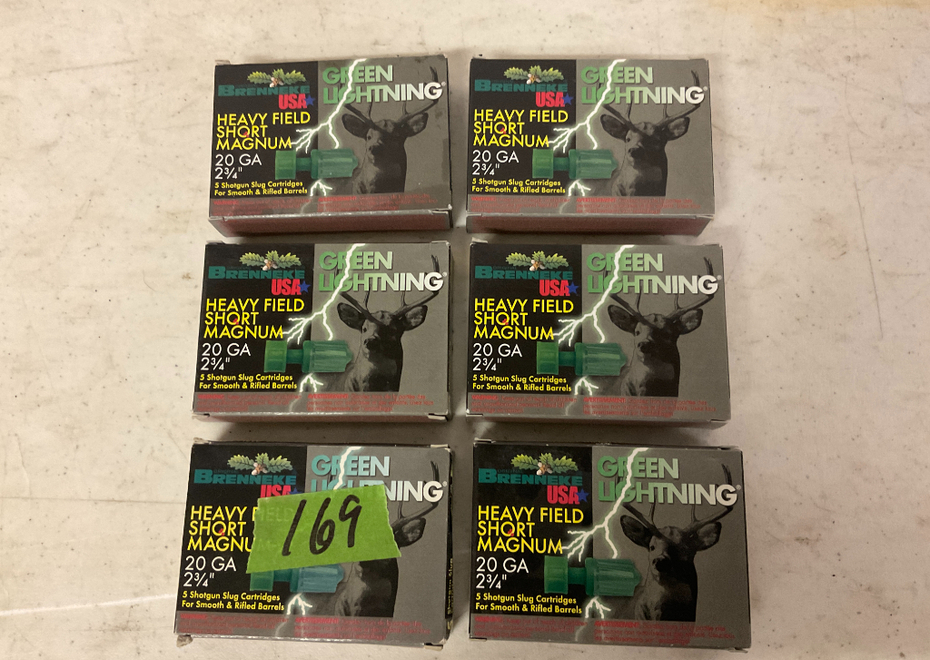 BRENNEKE
USA
GREEN
LIGHTNING®
HEAVY FIELD
SHORT
MAGNUM
20 GA
2¾"
5 Shotgun Slug Cartridges
For Smooth & Rifled Barrels
BRENNEKE
USA
GREEN
LIGHTNING®
HEAVY FIELD
SHORT
MAGNUM
20 GA
2¾"
5 Shotgun Slug Cartridges
For Smooth & Rifled Barrels
BRENNEKE
USA
GREEN
LIGHTNING®
HEAVY FIELD
SHORT
MAGNUM
20 GA
2¾"
5 Shotgun Slug Cartridges
For Smooth & Rifled Barrels
BRENNEKE
USA
GREEN
LIGHTNING®
HEAVY FIELD
SHORT
MAGNUM
20 GA
2¾"
5 Shotgun Slug Cartridges
For Smooth & Rifled Barrels
BRENNEKE
USA
GREEN
LIGHTNING®
HEAVY FIELD
SHORT
MAGNUM
169
20 GA
2¾"
5 Shotgun Slug Cartridges
For Smooth & Rifled Barrels
BRENNEKE
USA
GREEN
LIGHTNING®
HEAVY FIELD
SHORT
MAGNUM
20 GA
2¾"
5 Shotgun Slug Cartridges
For Smooth & Rifled Barrels